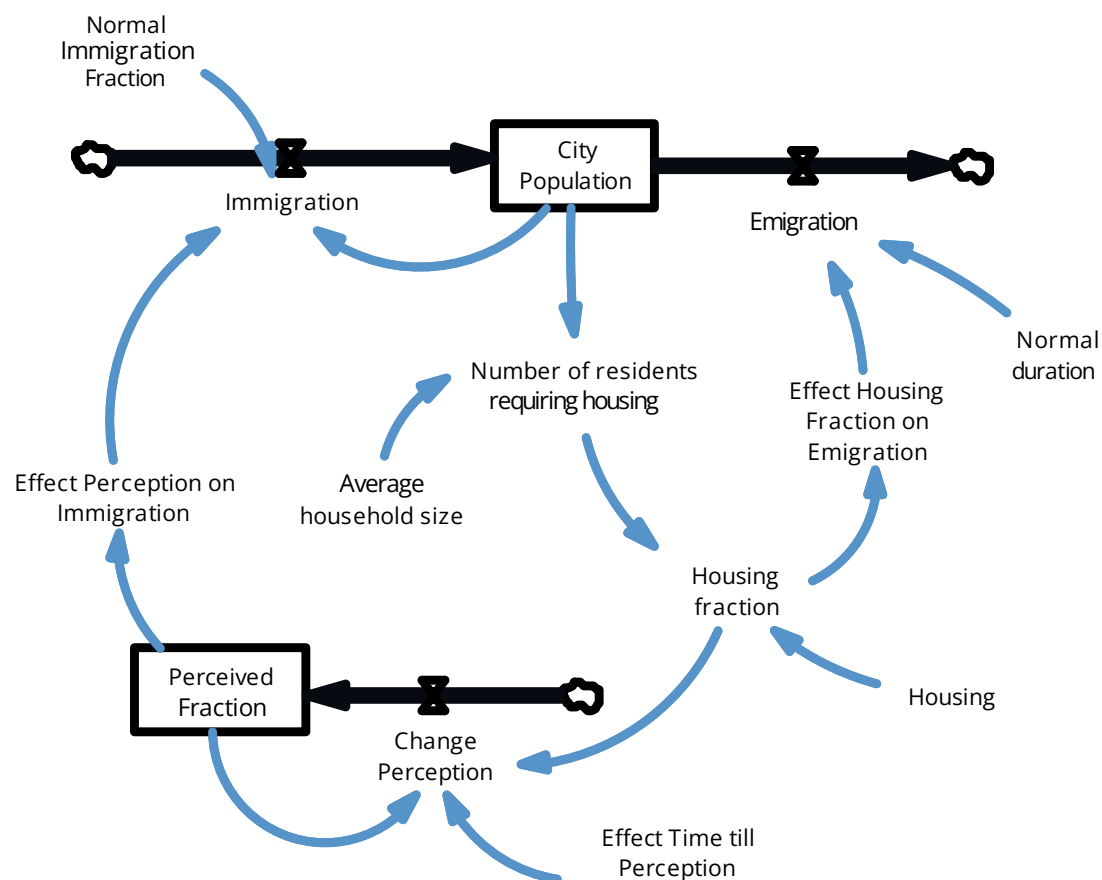 Normal
Immigration
Fraction
City
Population
Immigration
Emigration
Normal
duration
Number of residents
requiring housing
Effect Housing
Fraction on
Emigration
Effect Perception on
Immigration
Average
household size
Housing
fraction
Perceived
Fraction
Housing
Change
Perception
Effect Time till
Perception